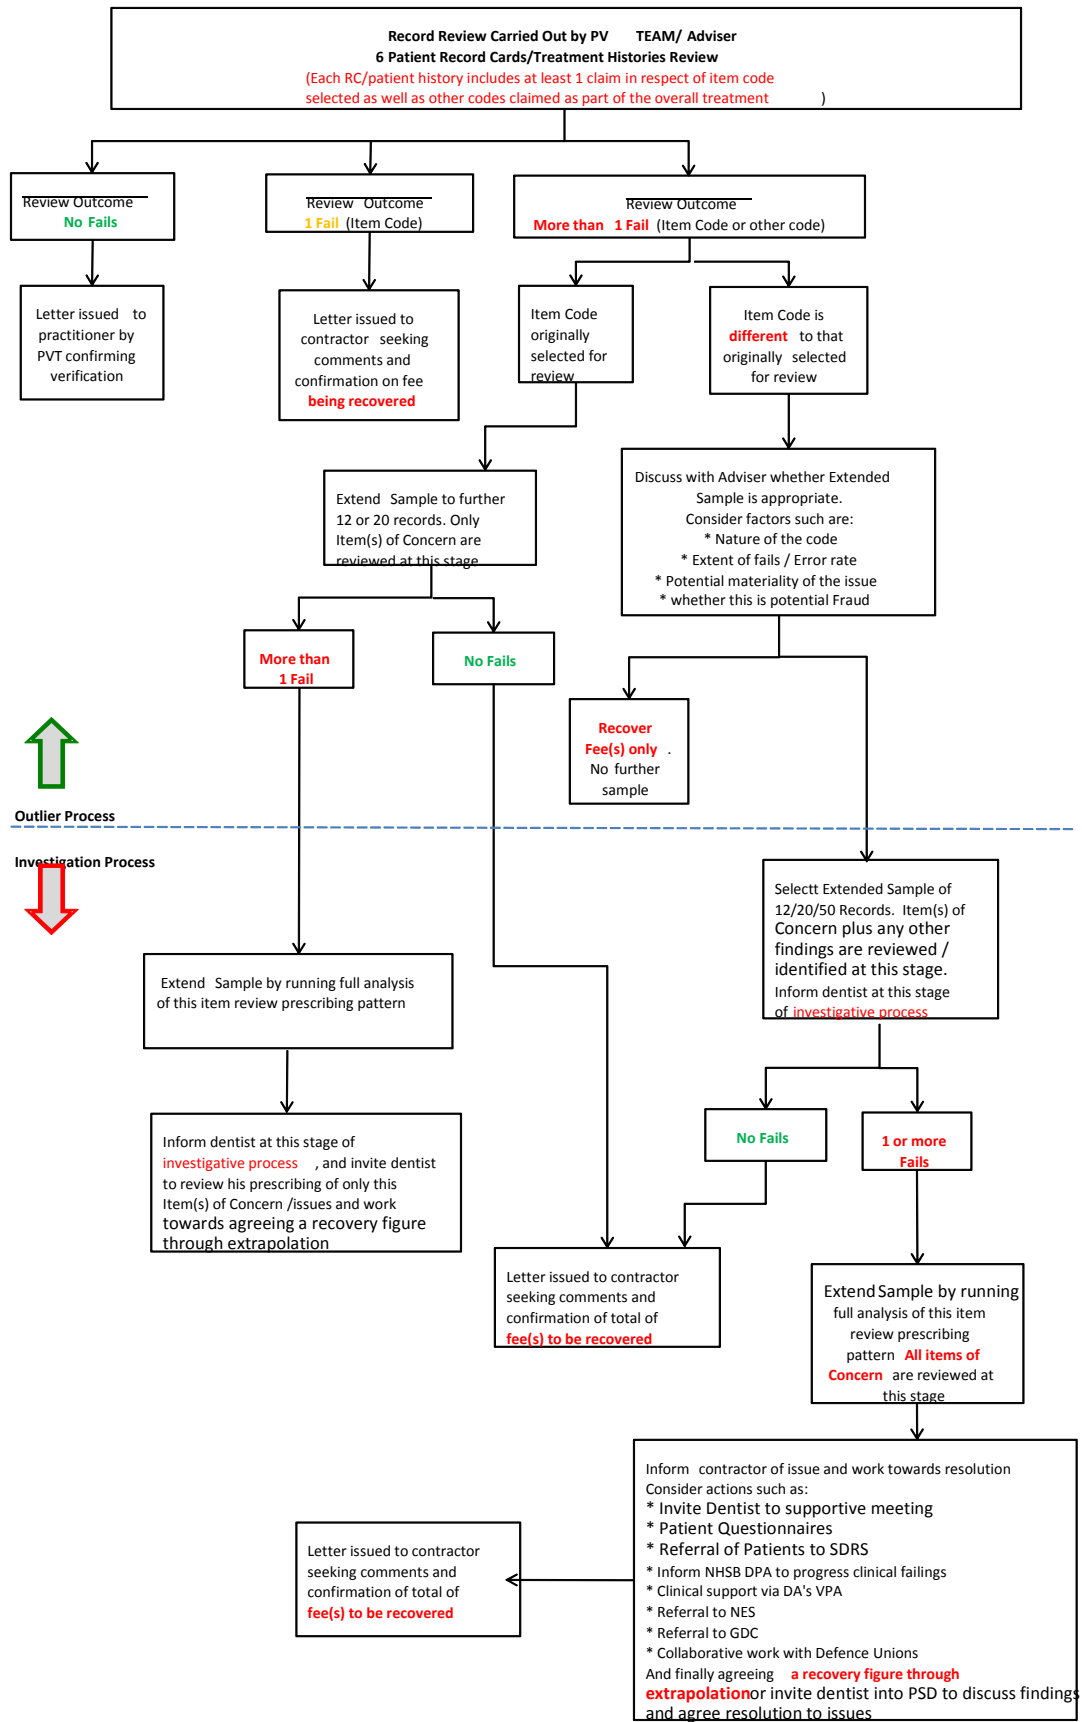 Record Review Carried Out by PV TEAM/ Adviser
6 Patient Record Cards/Treatment Histories Review
(Each RC/patient history includes at least 1 claim in respect of item code
selected as well as other codes claimed as part of the overall treatment )
Review Outcome
No Fails
Review Outcome
1 Fail (Item Code)
Review Outcome
More than 1 Fail (Item Code or other code)
Letter issued to
practitioner by
PVT confirming
verification
Letter issued to
contractor seeking
comments and
confirmation on fee
being recovered
Item Code
originally
selected for
review
Item Code is
different to that
originally selected
for review
Extend Sample to further
12 or 20 records. Only
Item(s) of Concern are
reviewed at this stage
Discuss with Adviser whether Extended
Sample is appropriate.
Consider factors such are:
* Nature of the code
* Extent of fails / Error rate
* Potential materiality of the issue
* whether this is potential Fraud
More than
1 Fail
No Fails
Recover
Fee(s) only .
No further
sample
Outlier Process
Investigation Process
Selectt Extended Sample of
12/20/50 Records. Item(s) of
Concern plus any other
findings are reviewed /
identified at this stage.
Inform dentist at this stage
of investigative process
Extend Sample by running full analysis
of this item review prescribing pattern
Inform dentist at this stage of
investigative process , and invite dentist
to review his prescribing of only this
Item(s) of Concern /issues and work
towards agreeing a recovery figure
through extrapolation
No Fails
1 or more
Fails
Letter issued to contractor
seeking comments and
confirmation of total of
fee(s) to be recovered
Extend Sample by running
full analysis of this item
review prescribing
pattern All items of
Concern are reviewed at
this stage
Inform contractor of issue and work towards resolution
Consider actions such as:
* Invite Dentist to supportive meeting
* Patient Questionnaires
* Referral of Patients to SDRS
* Inform NHSB DPA to progress clinical failings
* Clinical support via DA's VPA
* Referral to NES
* Referral to GDC
* Collaborative work with Defence Unions
And finally agreeing a recovery figure through
extrapolation or invite dentist into PSD to discuss findings
and agree resolution to issues
Letter issued to contractor
seeking comments and
confirmation of total of
fee(s) to be recovered